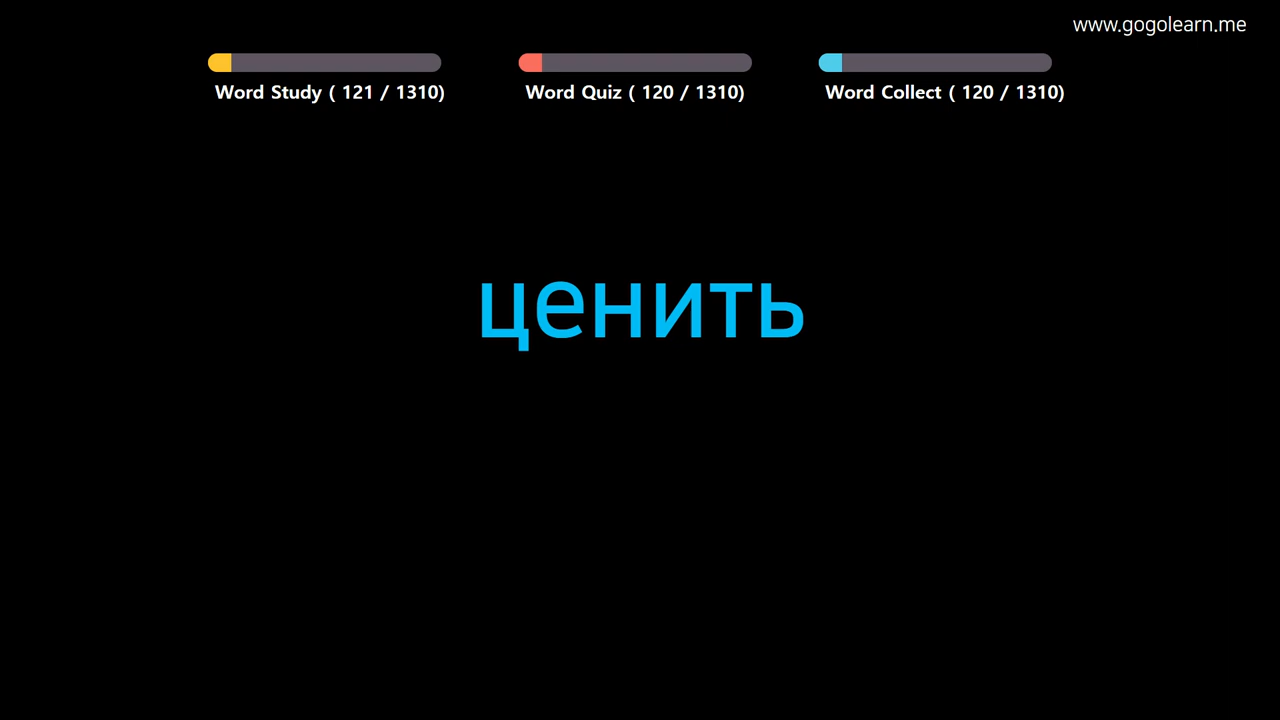 www.gogolearn.me
Word Study ( 121 / 1310)
Word Quiz ( 120 / 1310)
Word Collect ( 120 / 1310)
ценить